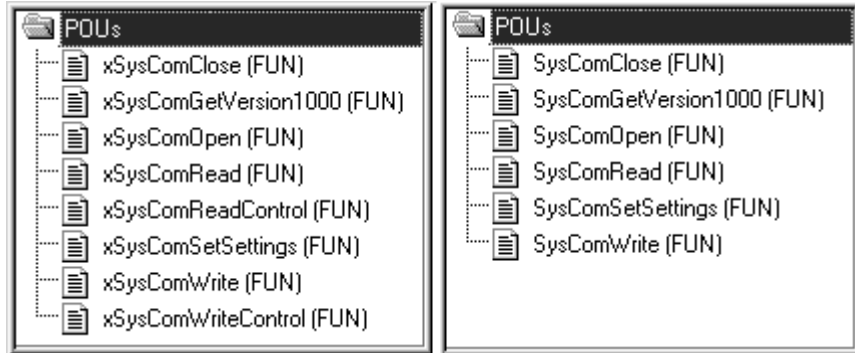 POUs
xSysComClose (FUN)
xSysComGetVersion1000 (FUN)
xSysComOpen (FUN)
xSysComRead (FUN)
xSysComReadControl (FUN)
xSysComSetSettings (FUN)
xSysComWrite (FUN)
xSysComWriteControl (FUN)
POUs
SysComClose (FUN)
SysComGetVersion1000 (FUN)
SysComOpen (FUN)
SysComRead (FUN)
SysComSetSettings (FUN)
SysComWrite (FUN)